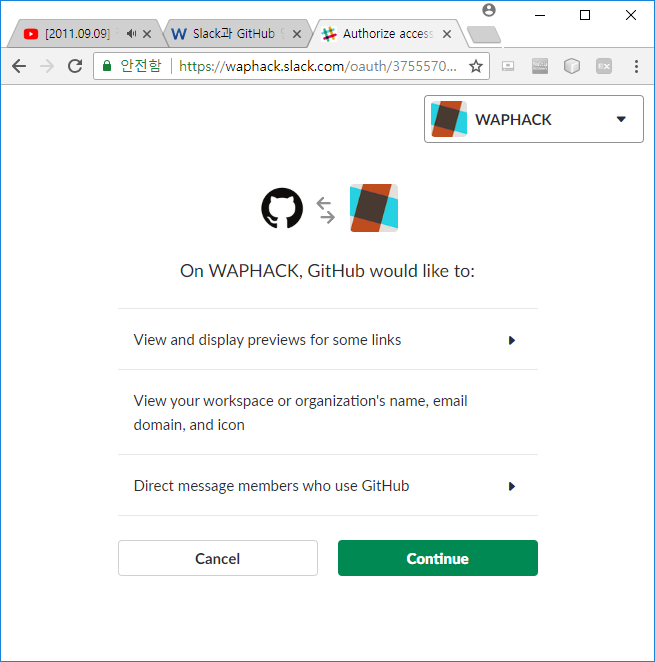 [2011.09.09]
Slack과 GitHub
Authorize access
안전함
https://waphack.slack.com/oauth/3755570...
WAPHACK
On WAPHACK, GitHub would like to:
View and display previews for some links
View your workspace or organization's name, email
domain, and icon
Direct message members who use GitHub
Cancel
Continue